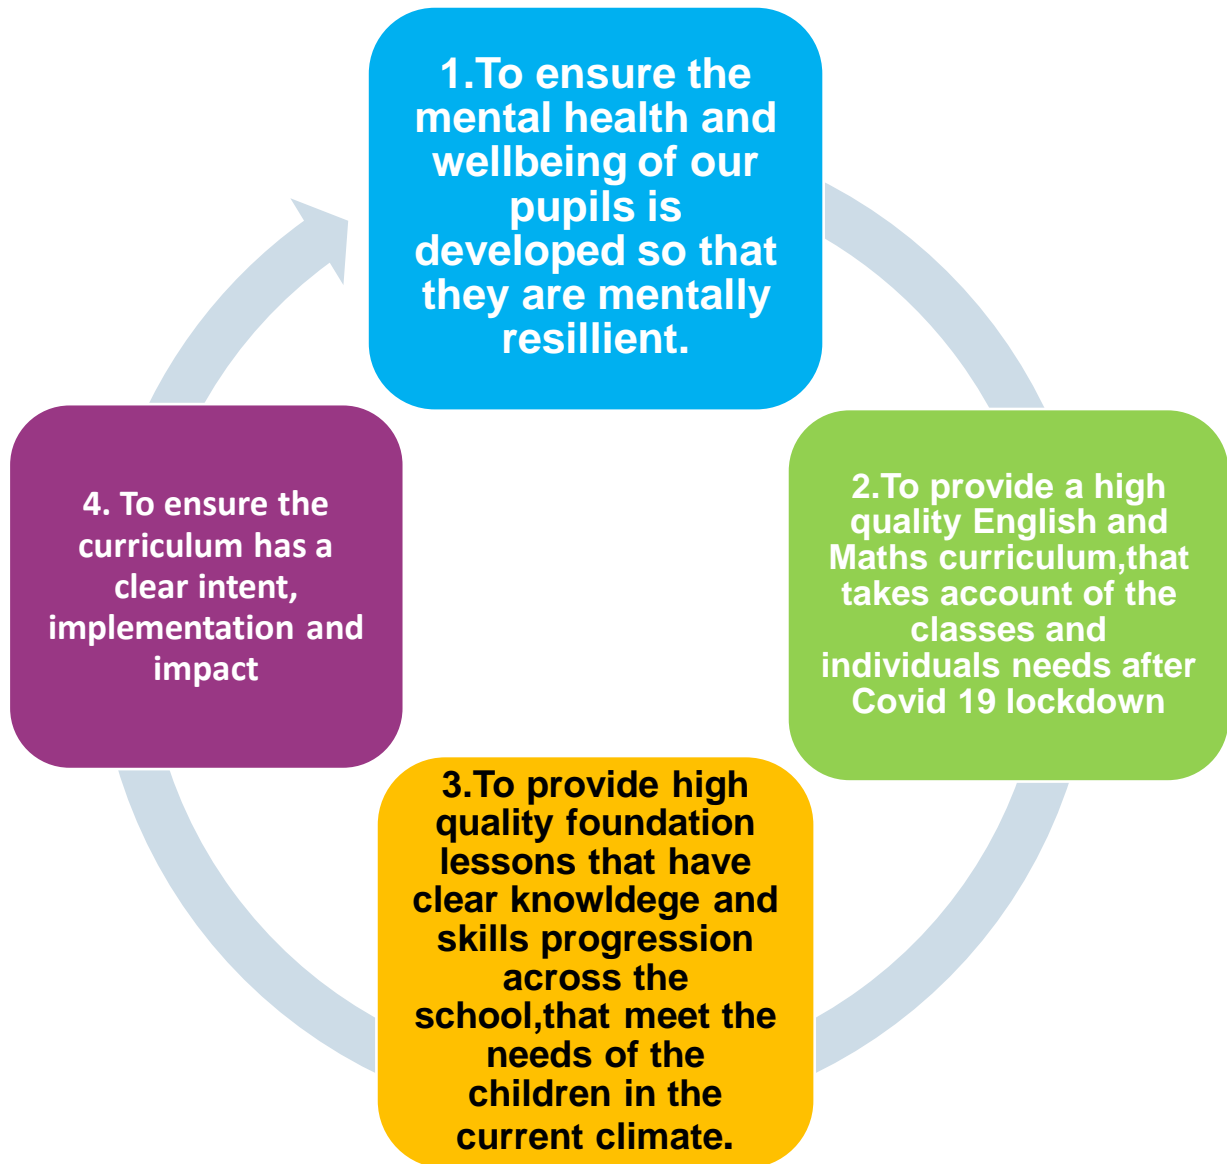 1.To ensure the
mental health and
wellbeing of our
pupils is
developed so that
they are mentally
resillient.
2.To provide a high
quality English and
Maths curriculum,that
takes account of the
classes and
individuals needs after
Covid 19 lockdown
3.To provide high
quality foundation
lessons that have
clear knowldege and
skills progression
across the
school,that meet the
needs of the
children in the
current climate.
4. To ensure the
curriculum has a
clear intent,
implementation and
impact